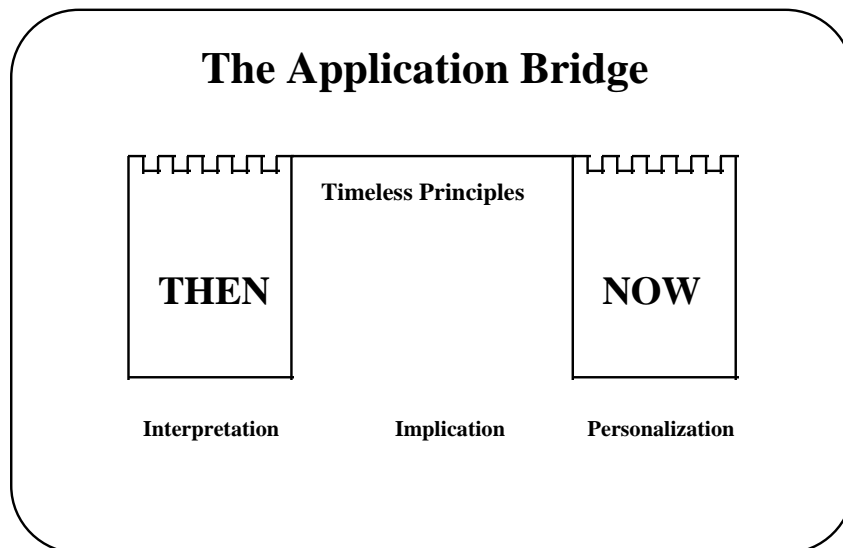 The Application Bridge
Timeless Principles
THEN NOW
Interpretation Implication Personalization